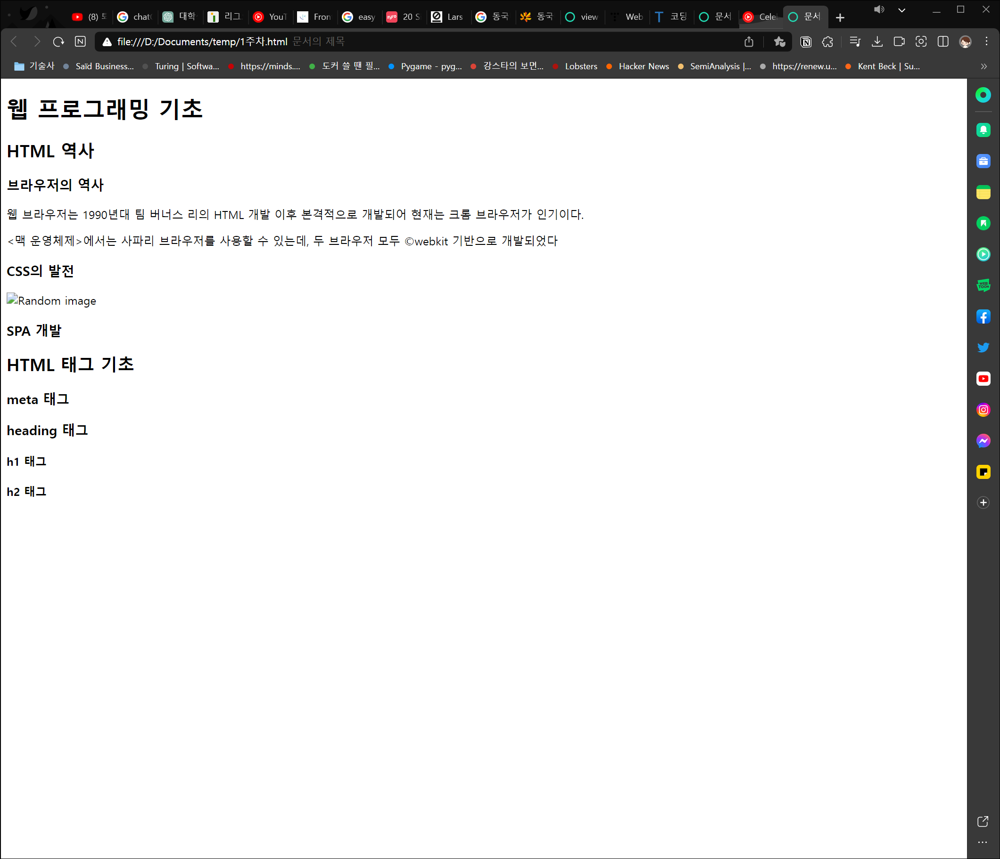 (8)
chat
대학
리그
YouT
Fron
easy
zyro
20 S
Lars
동국
동국
view
Web
코딩
문서
Cele
문서
file:///D:/Documents/temp/1주차.html 문서의 제목
기술사
Saïd Business...
Turing | Softwa...
https://minds....
도커 쓸 땐 필...
Pygame - pyg...
강스타의 보면...
Lobsters
Hacker News
SemiAnalysis |...
https://renew.u...
Kent Beck | Su...
웹 프로그래밍 기초
HTML 역사
브라우저의 역사
웹 브라우저는 1990년대 팀 버너스 리의 HTML 개발 이후 본격적으로 개발되어 현재는 크롬 브라우저가 인기이다.
<맥 운영체제>에서는 사파리 브라우저를 사용할 수 있는데, 두 브라우저 모두 ©webkit 기반으로 개발되었다
CSS의 발전
Random image
SPA 개발
HTML 태그 기초
meta 태그
heading 태그
h1 태그
h2 태그
WEB
TOON